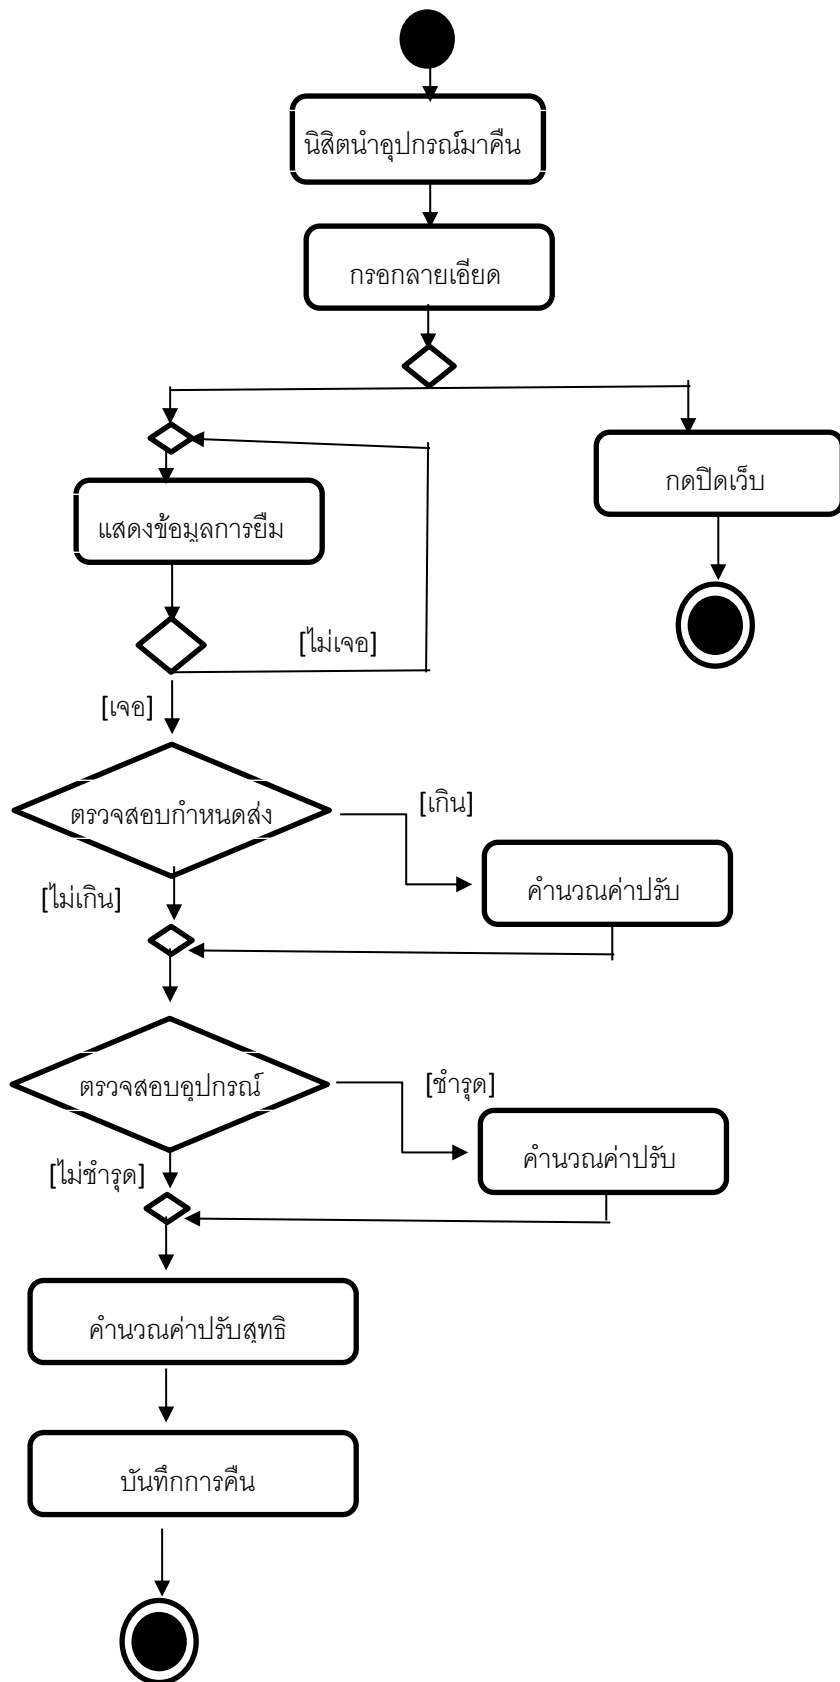 นิสิตนำอุปกรณ์มาคืน
กรอกลายเอียด
กดปิดเว็บ
แสดงข้อมูลการยืม
[ไม่เจอ]
[เจอ]
ตรวจสอบกำหนดส่ง
[เกิน]
คำนวณค่าปรับ
[ไม่เกิน]
ตรวจสอบอุปกรณ์
[ชำรุด]
คำนวณค่าปรับ
[ไม่ชำรุด]
คำนวณค่าปรับสุทธิ
บันทึกการคืน